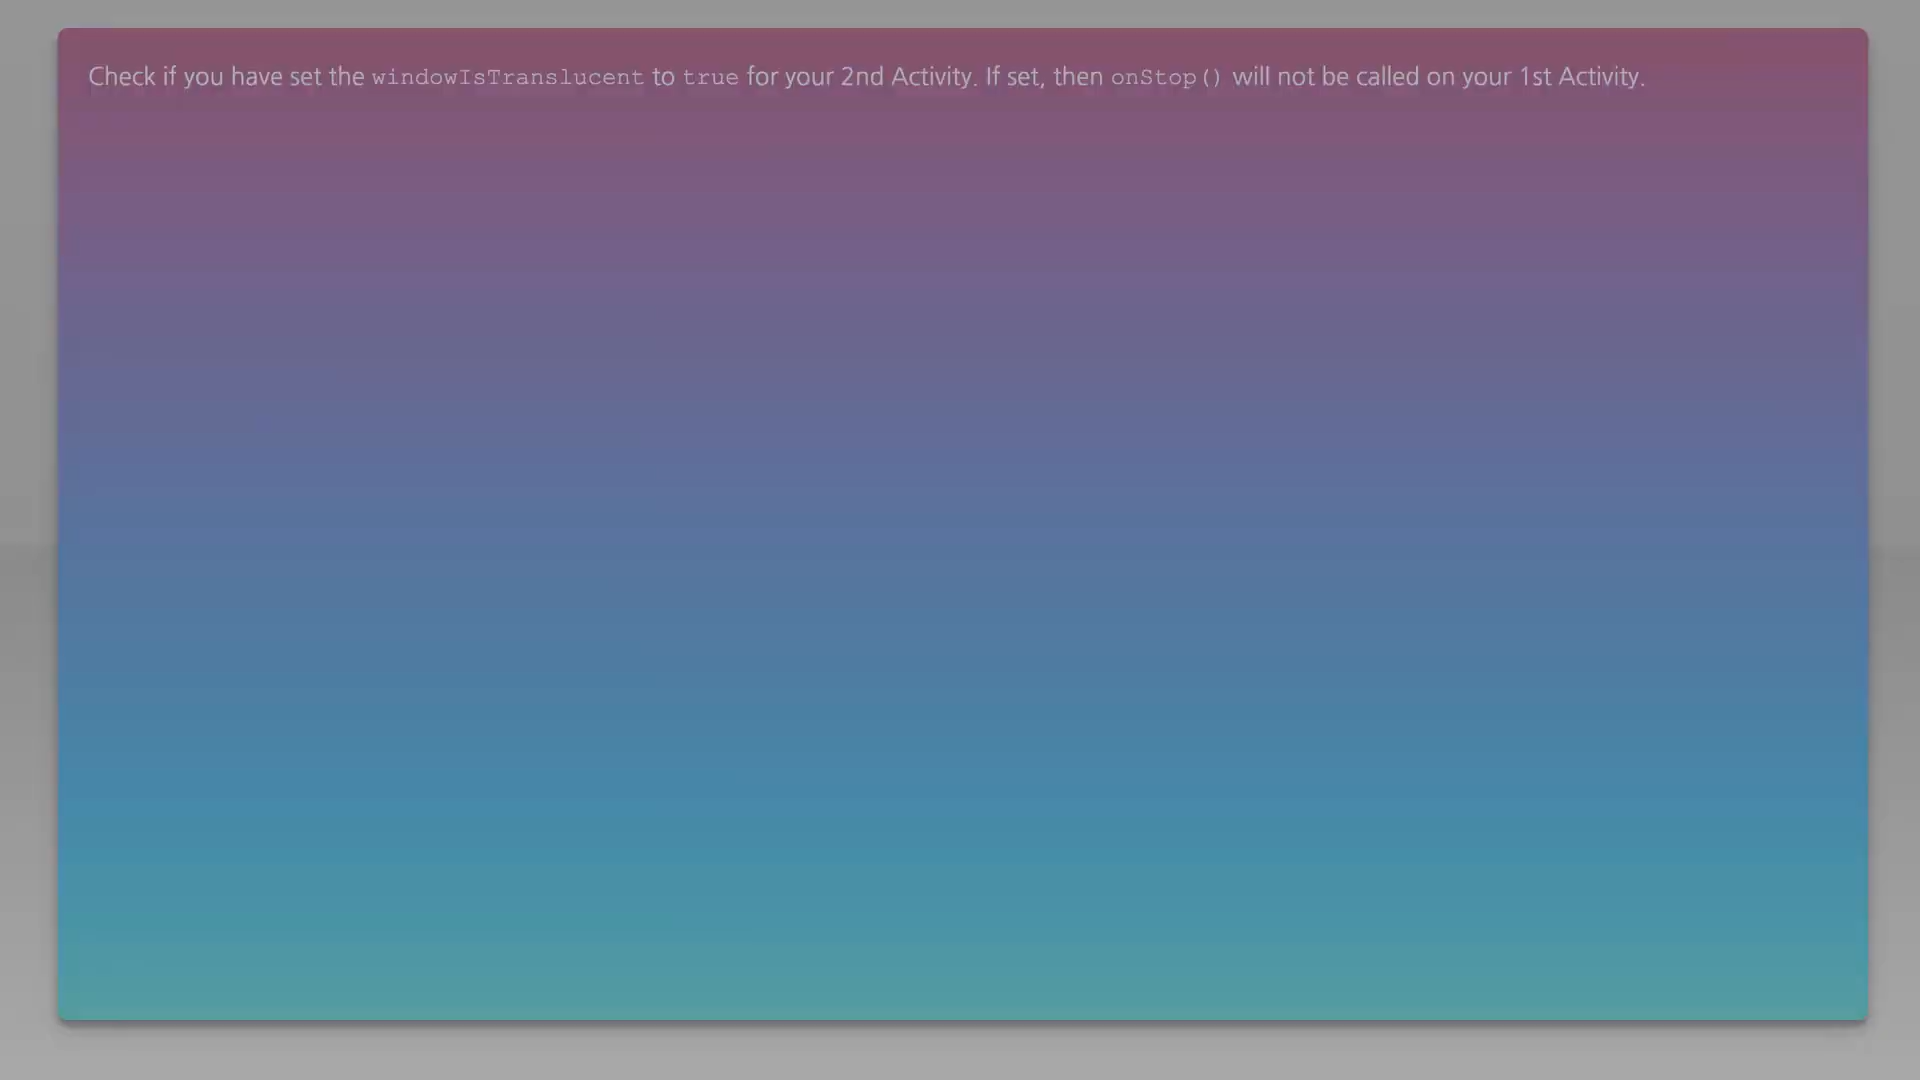 Check if you have set the windowIsTranslucent to true for your 2nd Activity. If set, then onStop() will not be called on your 1st Activity.